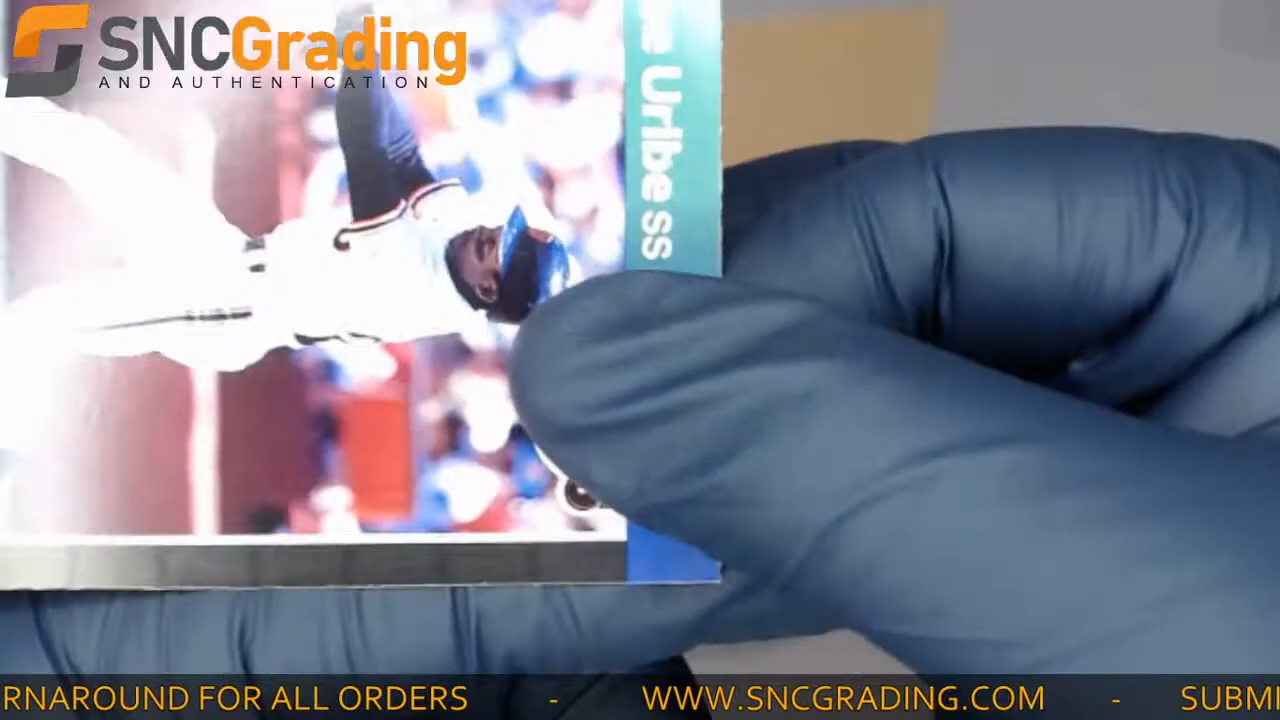 SNCGrading
AND AUTHENTICATION
Uribe SS
RNAROUND FOR ALL ORDERS - WWW.SNCGRADING.COM - SUBMI